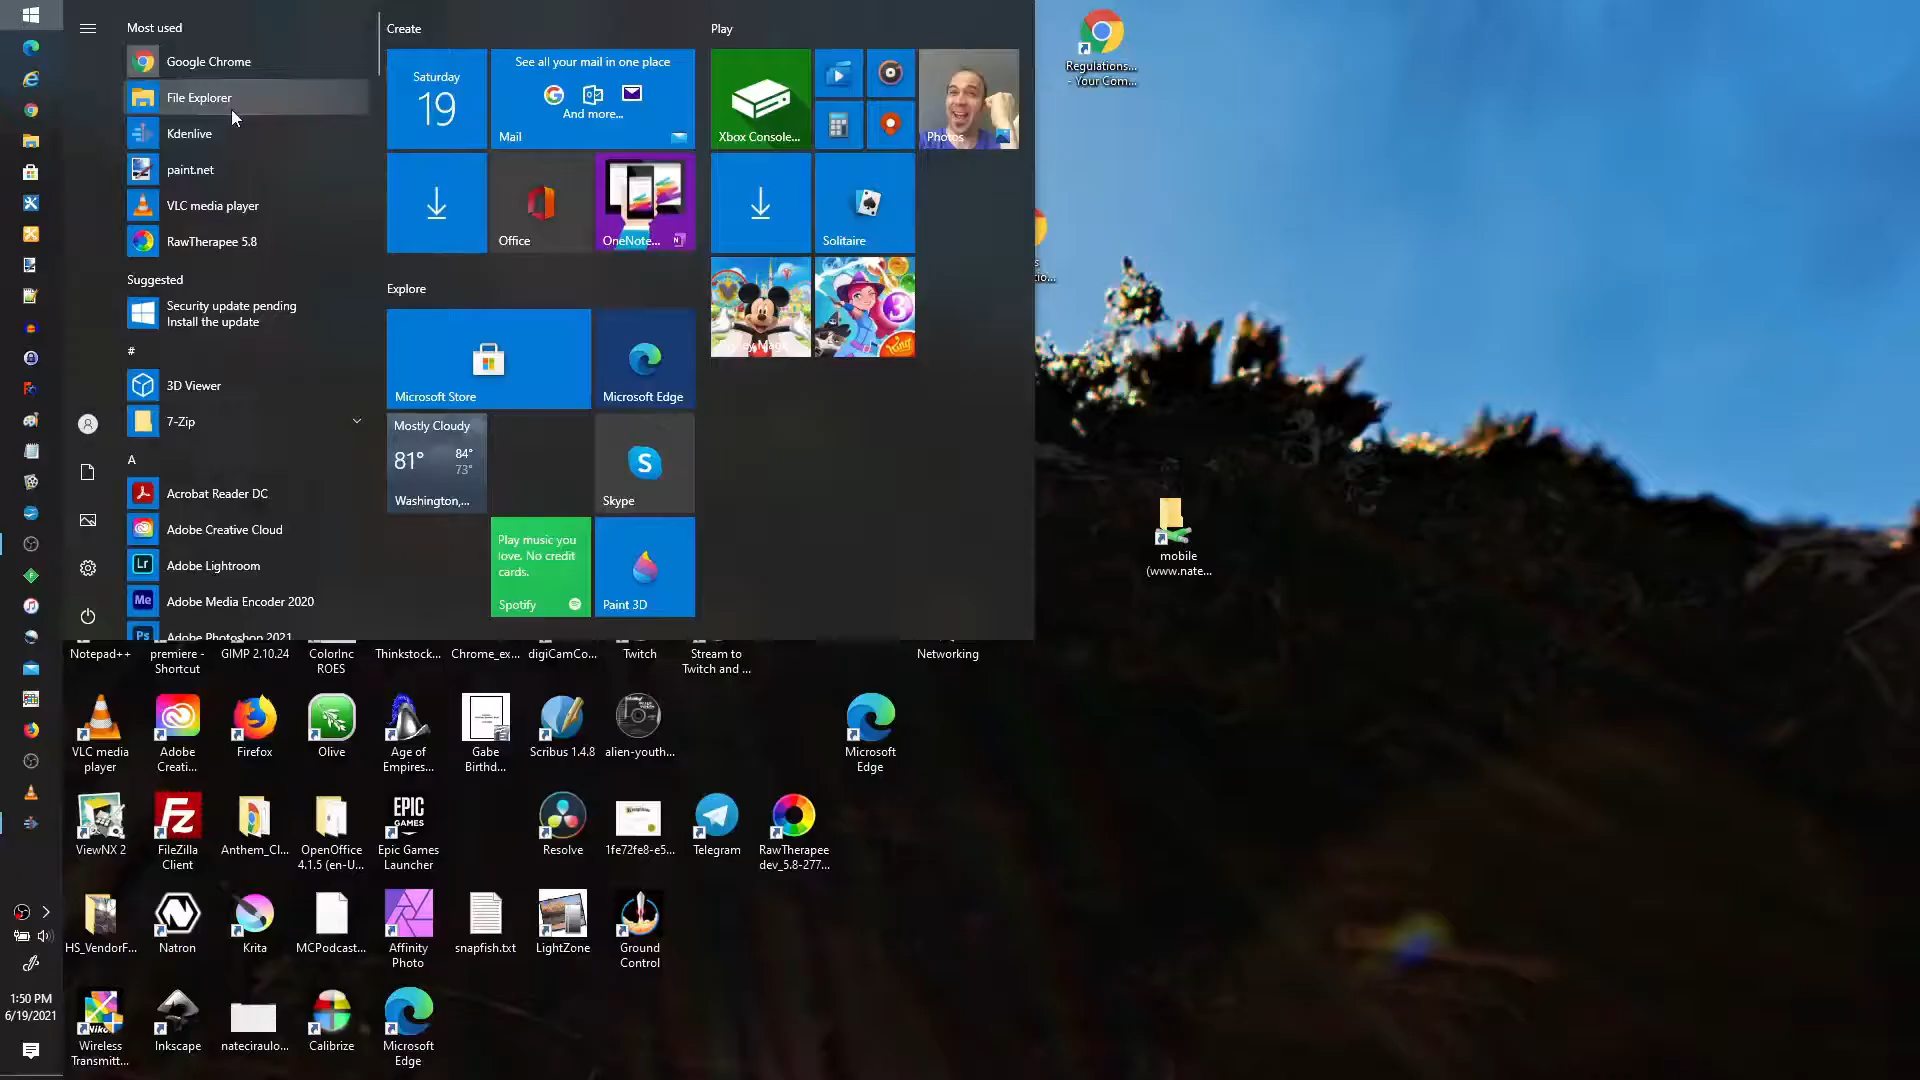 Most used
Google Chrome
File Explorer
Kdenlive
paint.net
VLC media player
RawTherapee 5.8
Suggested
Security update pending
Install the update
#
3D Viewer
7-Zip
A
Acrobat Reader DC
Adobe Creative Cloud
Adobe Lightroom
Adobe Media Encoder 2020
Adobe Photoshop 2021
Create
Saturday
19
See all your mail in one place
And more...
Mail
Office
OneNote...
Explore
Microsoft Store
Microsoft Edge
Mostly Cloudy
81°
84°
73°
Washington,...
Skype
Play music you
love. No credit
cards.
Spotify
Paint 3D
Play
Xbox Console...
Photos
Solitaire
3
King
Regulations...
- Your Com...
mobile
(www.nate...
Notepad++
premiere -
Shortcut
GIMP 2.10.24
ColorInc
ROES
Thinkstock...
Chrome_ex...
digiCamCo...
Twitch
Stream to
Twitch and ...
Networking
VLC media
player
Adobe
Creati...
Firefox
Olive
Age of
Empires...
Gabe
Birthd...
Scribus 1.4.8
alien-youth...
Microsoft
Edge
ViewNX 2
FileZilla
Client
Anthem_Cl...
OpenOffice
4.1.5 (en-U...
EPIC
GAMES
Epic Games
Launcher
Resolve
1fe72fe8-e5...
Telegram
RawTherapee
dev_5.8-277...
HS_VendorF...
Natron
Krita
MCPodcast...
Affinity
Photo
snapfish.txt
LightZone
Ground
Control
Nikon
Wireless
Transmitt...
Inkscape
nateciraulo...
Calibrize
Microsoft
Edge
1:50 PM
6/19/2021